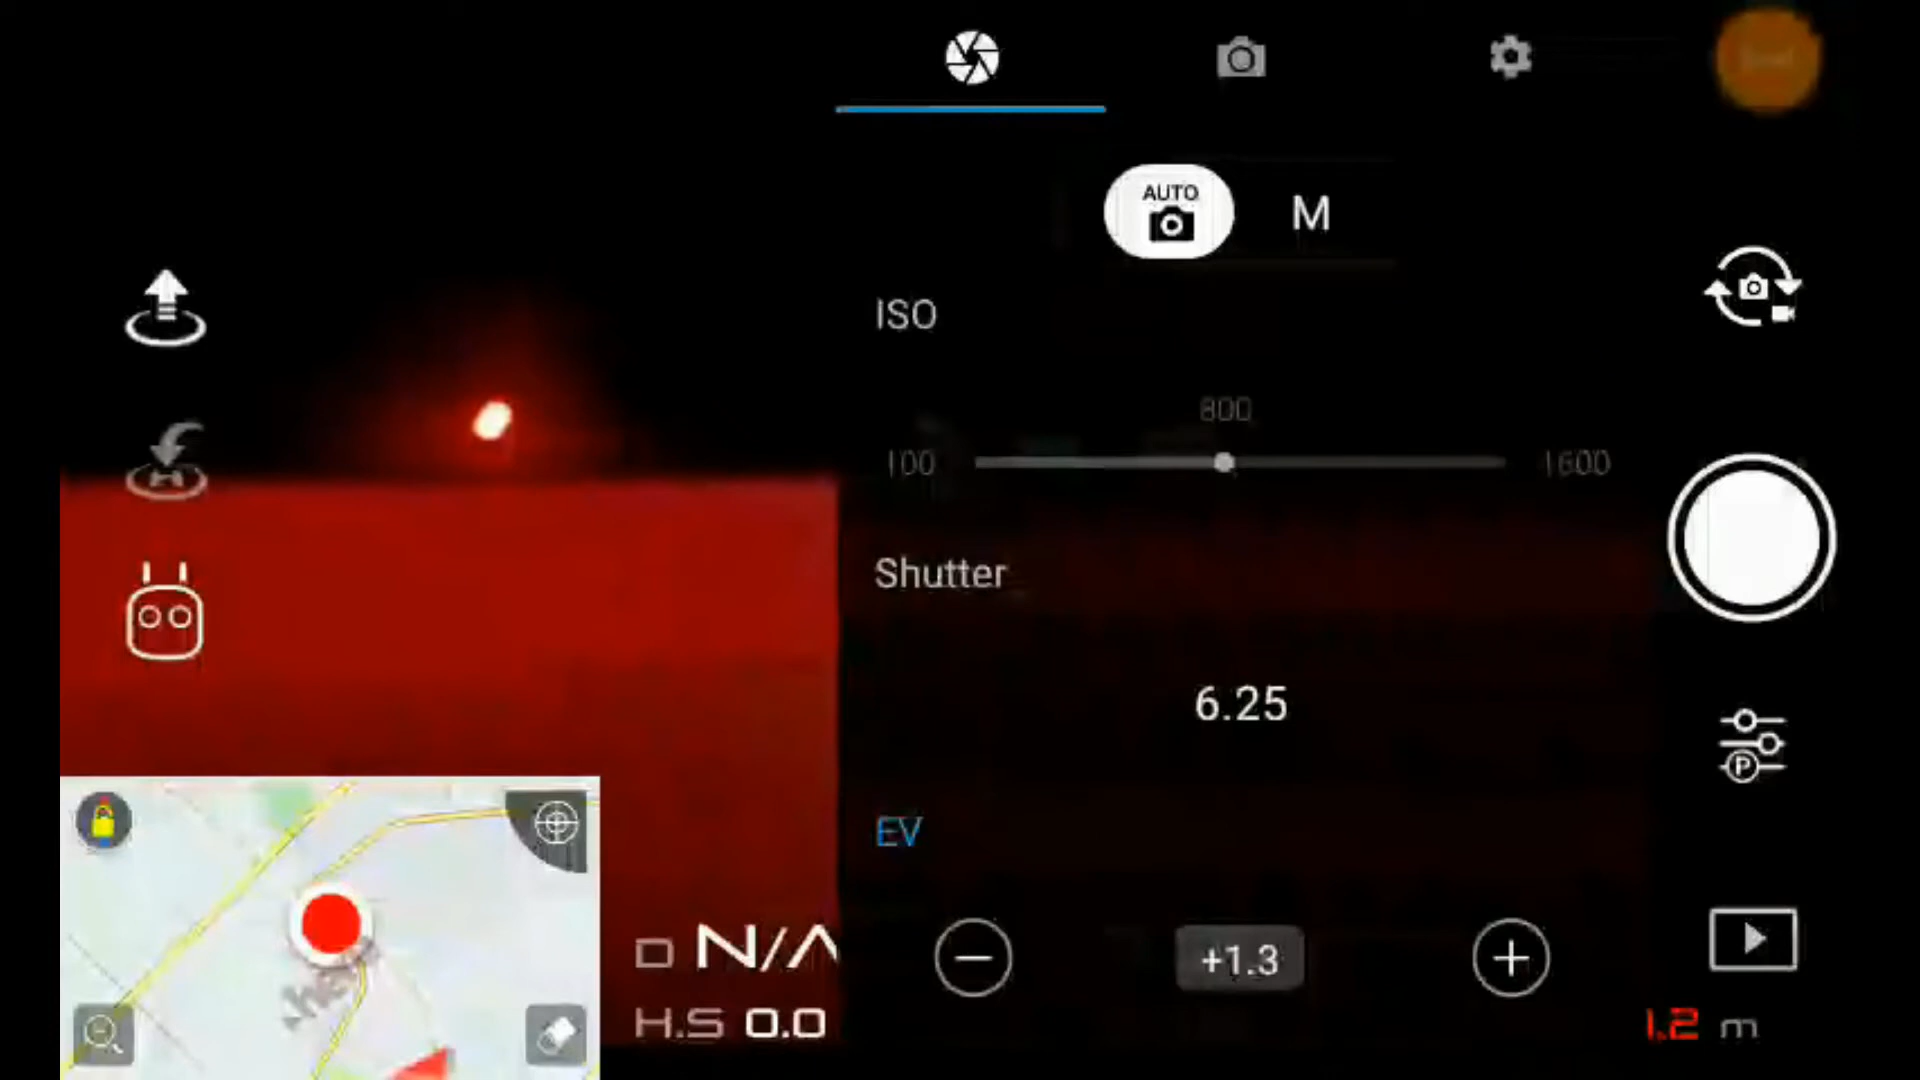 AUTO
M
ISO
800
100
1600
Shutter
6.25
EV
+1.3
P
D N/A
H.S 0.0
1.2 m